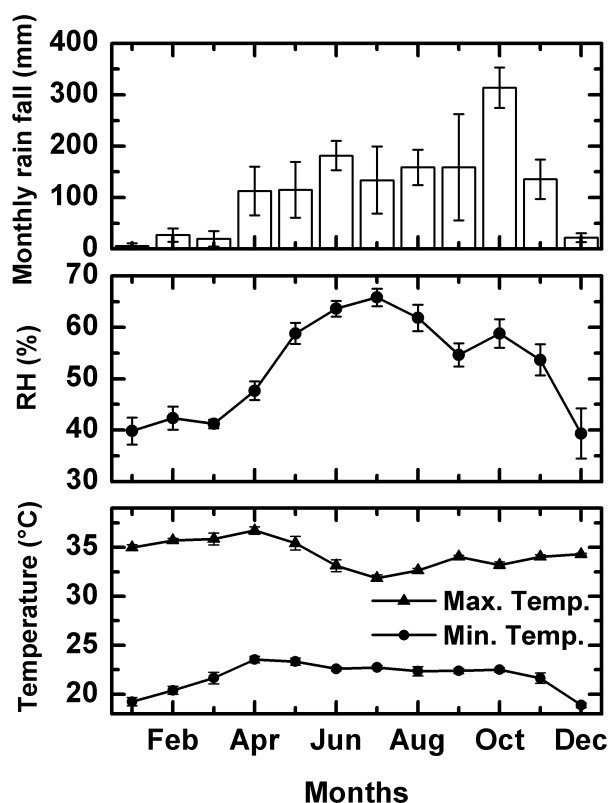 Monthly rain fall (mm)
400
300
200
100
0
RH (%)
70
60
50
40
30
Temperature (°C)
35
30
25
20
Max. Temp.
Min. Temp.
Feb Apr Jun Aug Oct Dec
Months